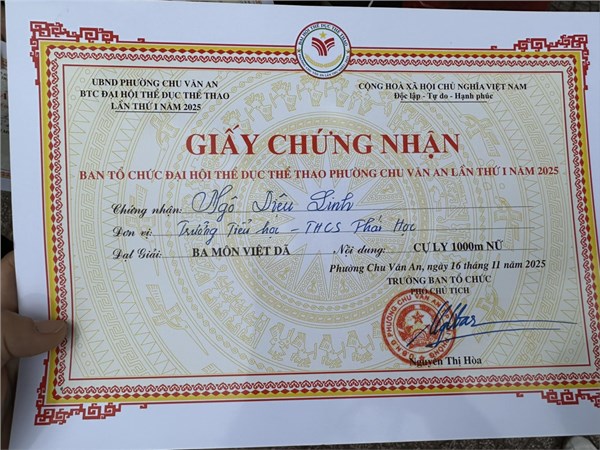 UBND PHƯỜNG CHU VĂN AN
BTC ĐẠI HỘI THỂ DỤC THỂ THAO
LẦN THỨ I NĂM 2025
CỘNG HOÀ XÃ HỘI CHỦ NGHĨA VIỆT NAM
Độc lập - Tự do - Hạnh phúc
GIẤY CHỨNG NHẬN
BAN TỔ CHỨC ĐẠI HỘI THỂ DỤC THỂ THAO PHƯỜNG CHU VĂN AN LẦN THỨ I NĂM 2025
Chứng nhận: Ngô Diệu Linh
Đơn vị: Trường Tiểu học - THCS Thái Học
Đạt Giải: BA MÔN VIỆT DÃ Nội dung: CỰ LY 1000m NỮ
Phường Chu Văn An, ngày 16 tháng 11 năm 2025
TRƯỞNG BAN TỔ CHỨC
PHÓ CHỦ TỊCH
Nguyễn Thị Hòa